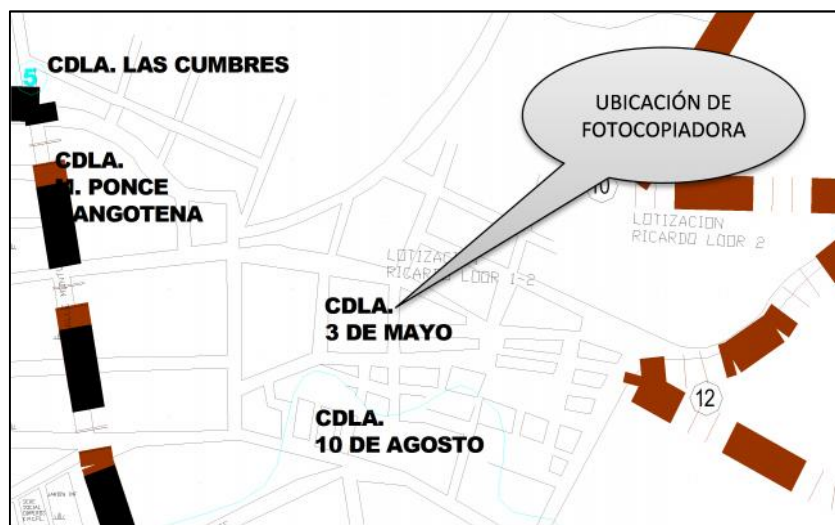 5
CDLA. LAS CUMBRES
UBICACIÓN DE
FOTOCOPIADORA
CDLA.
M. PONCE
ANGOTENA
10
LOTIZACION
RICARDO LOOR 2
LOTIZACION
RICARDO LOOR 1-2
CDLA.
3 DE MAYO
12
CDLA.
10 DE AGOSTO